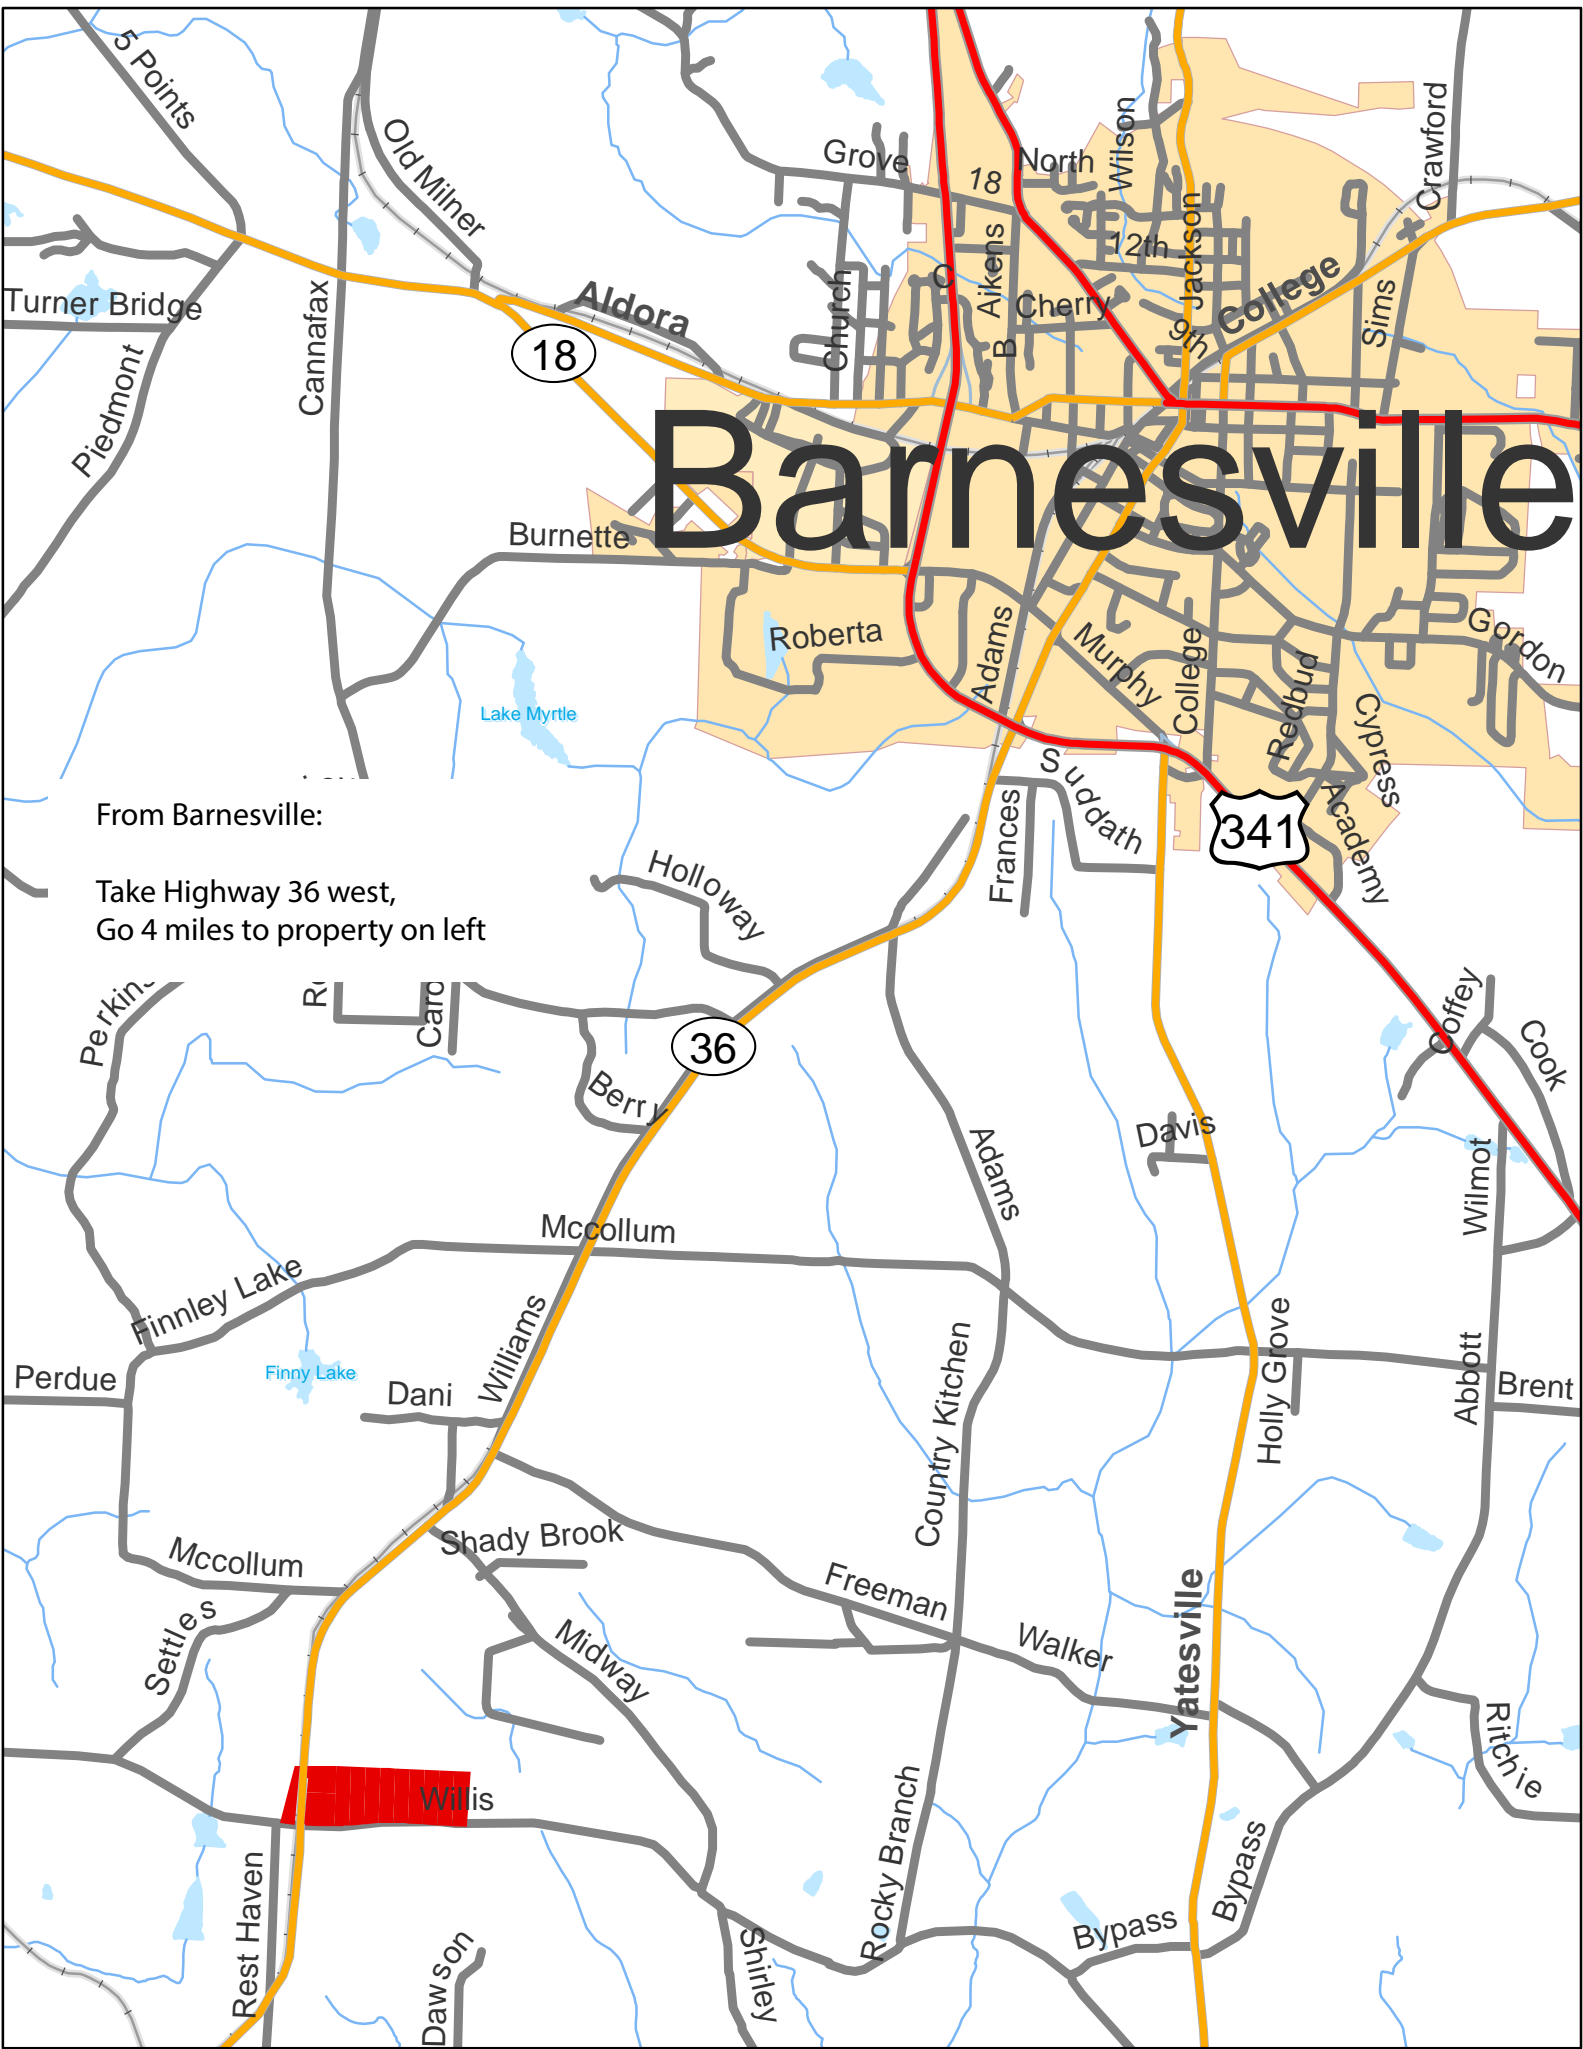 5 Points
Old Milner
Grove
18
North
Wilson
Crawford
12th
Jackson
College
Aikens
C
Cherry
B
9th
Sims
Church
Turner Bridge
Piedmont
Cannafax
Aldora
18
Barnesville
Burnette
Roberta
Adams
Murphy
College
Redbud
Cypress
Gordon
Lake Myrtle
Suddath
Frances
341
Academy
From Barnesville:
Take Highway 36 west,
Go 4 miles to property on left
Holloway
Perkins
Card
36
Berry
Coffey
Cook
Davis
Adams
Wilmot
Mccollum
Finnley Lake
Williams
Finny Lake
Perdue
Dani
Country Kitchen
Holly Grove
Abbott
Brent
Shady Brook
Mccollum
Settles
Freeman
Midway
Walker
Yatesville
Ritchie
Willis
Rocky Branch
Bypass
Bypass
Rest Haven
Dawson
Shirley